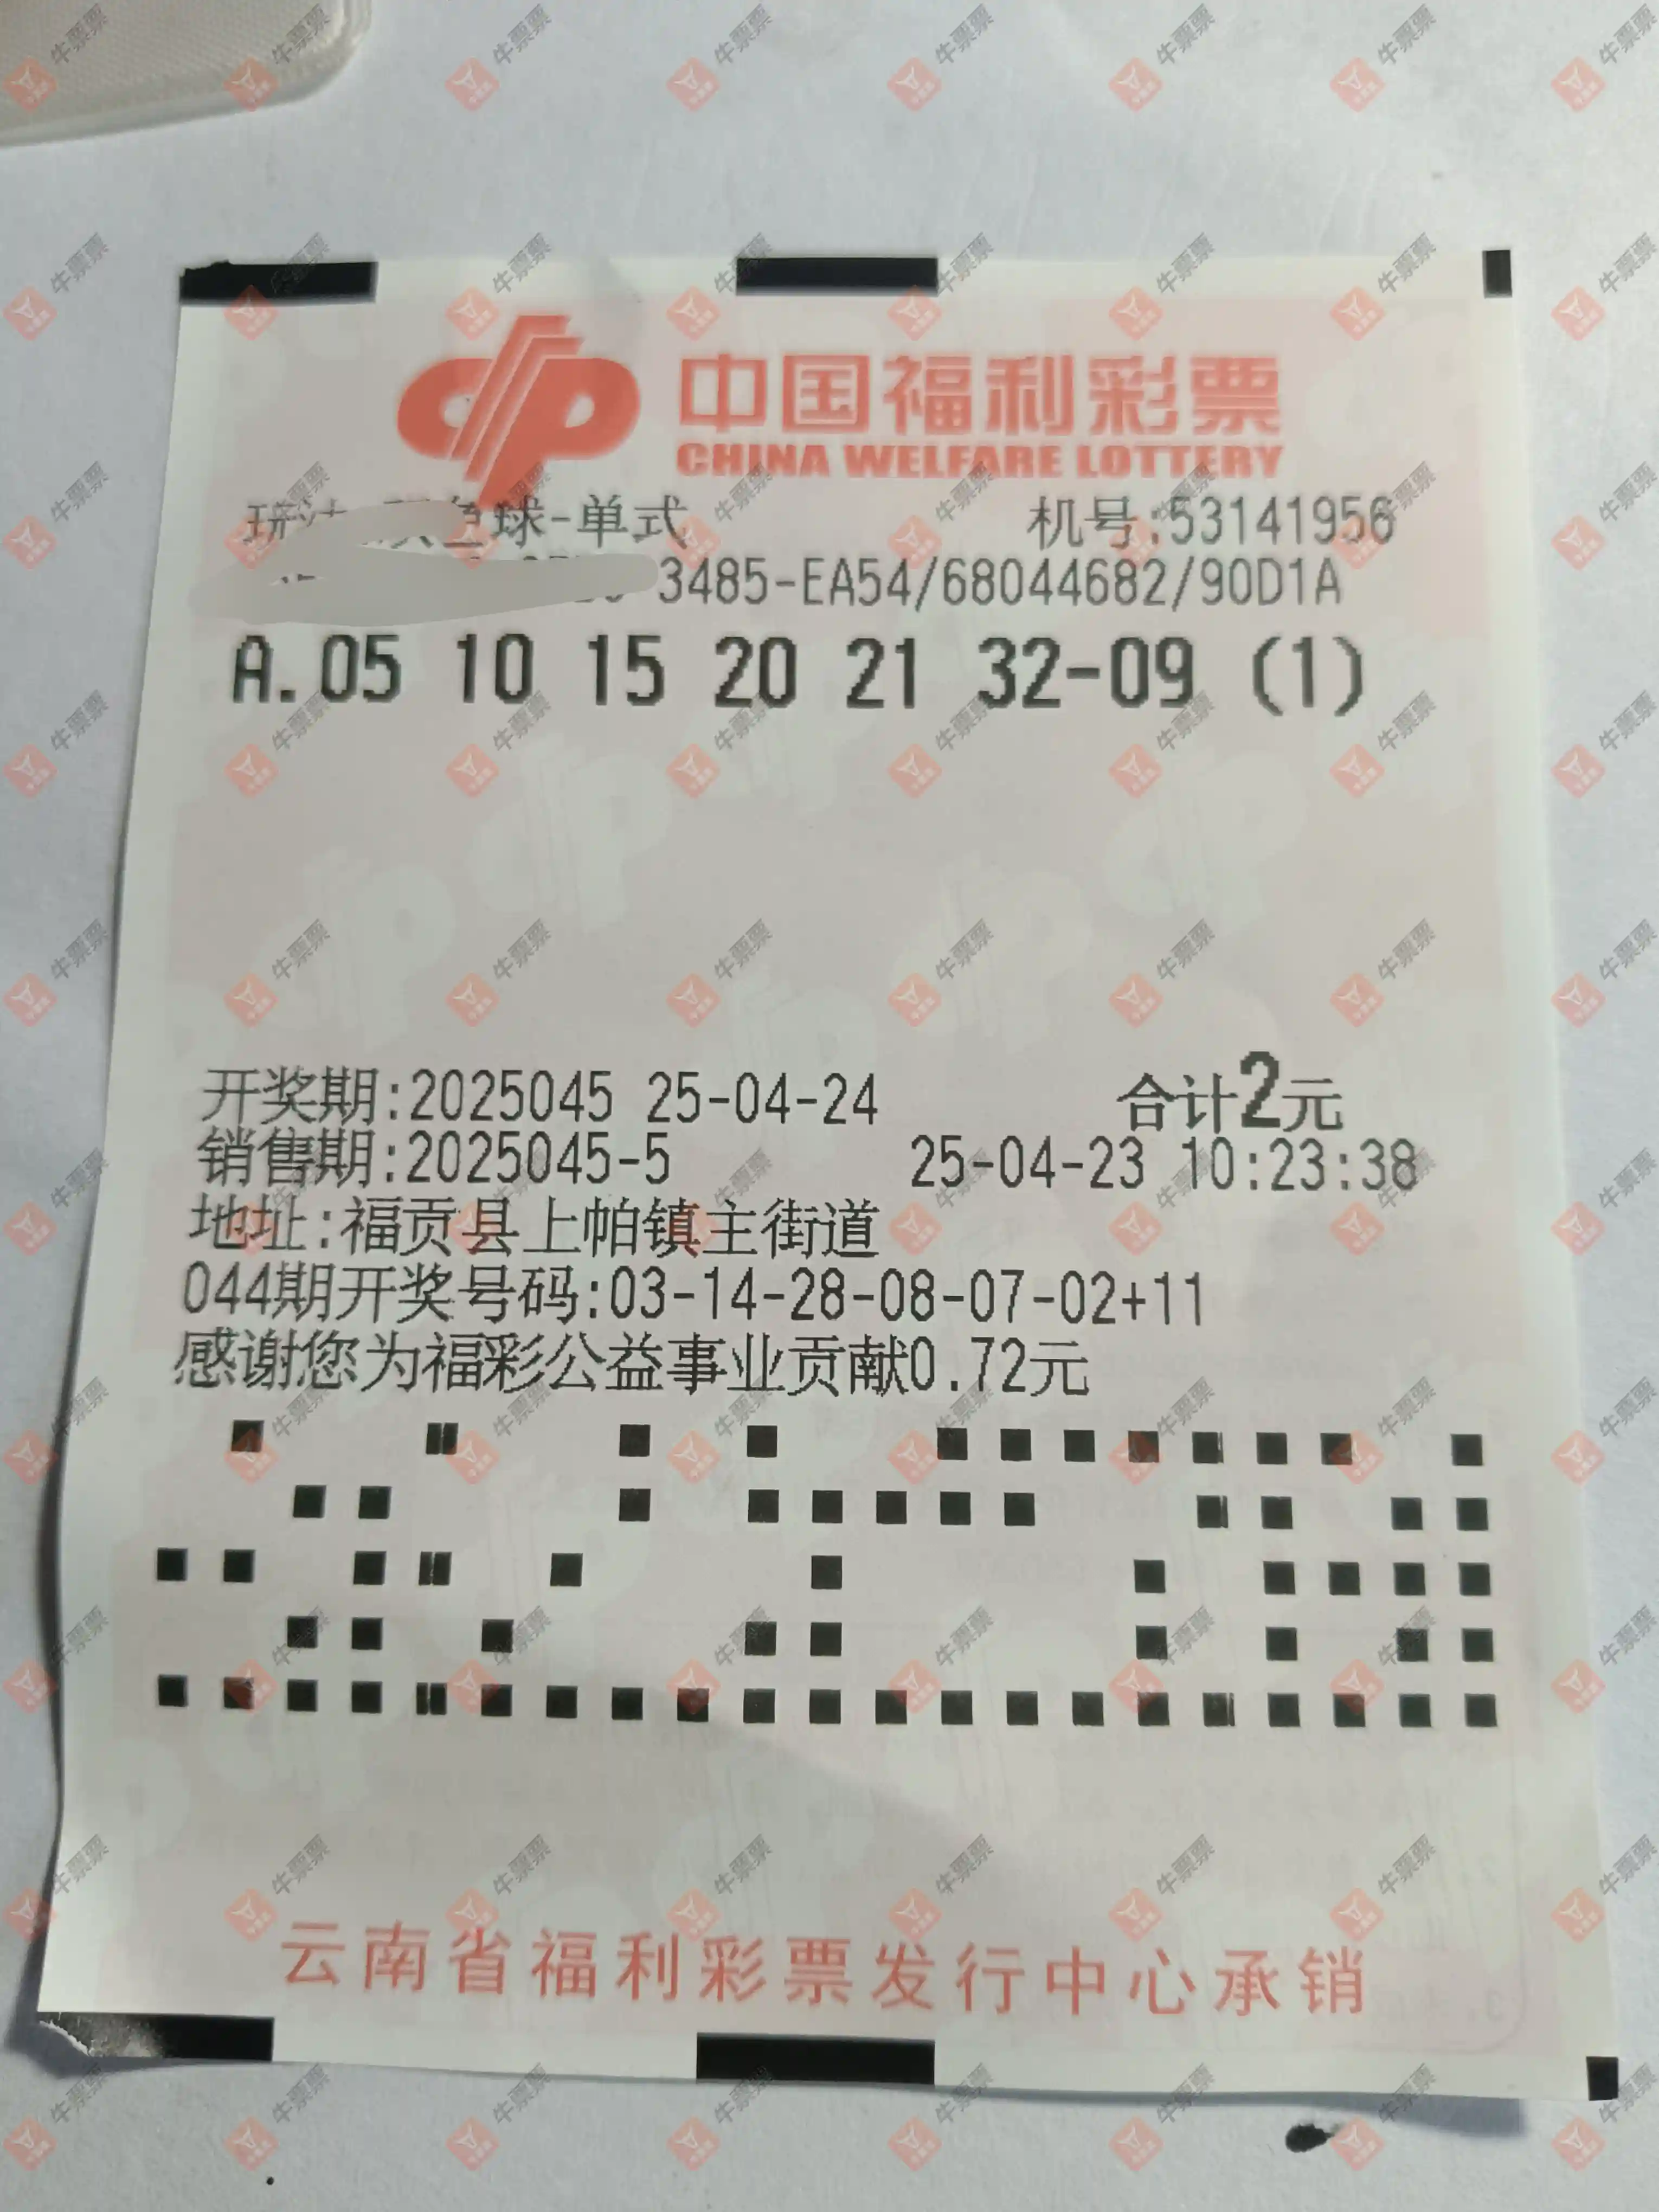 中国福利彩票
CHINA WELFARE LOTTERY
球-单式 机号:53141956
3485-EA54/68044682/90D1A
A.05 10 15 20 21 32-09 (1)
开奖期:2025045 25-04-24 合计2元
销售期:2025045-5 25-04-23 10:23:38
地址:福贡县上帕镇主街道
044期开奖号码:03-14-28-08-07-02+11
感谢您为福彩公益事业贡献0.72元
云南省福利彩票发行中心承销
牛票票